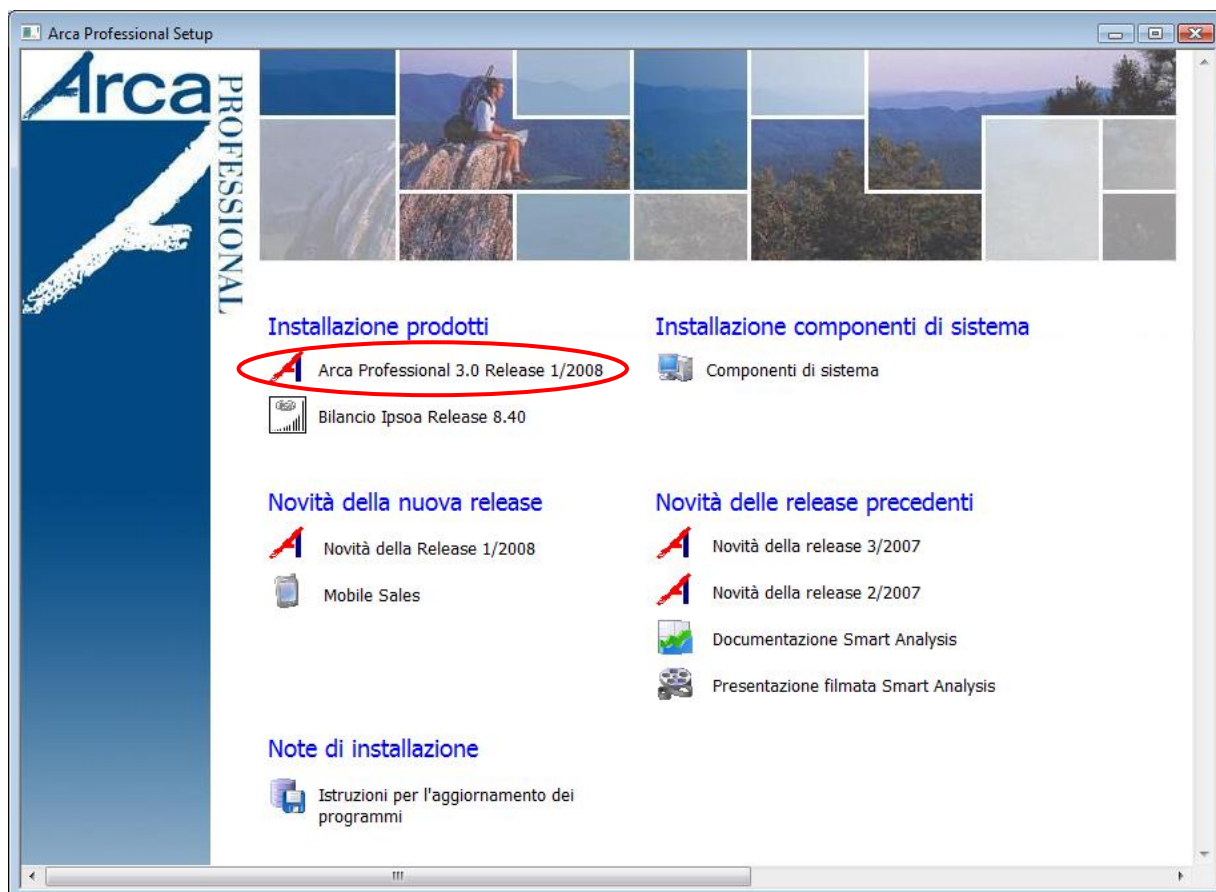 Arca Professional Setup
Arca
PROFESSIONAL
Installazione prodotti
Arca Professional 3.0 Release 1/2008
Bilancio Ipsoa Release 8.40
Installazione componenti di sistema
Componenti di sistema
Novità della nuova release
Novità della Release 1/2008
Mobile Sales
Novità delle release precedenti
Novità della release 3/2007
Novità della release 2/2007
Documentazione Smart Analysis
Presentazione filmata Smart Analysis
Note di installazione
Istruzioni per l'aggiornamento dei
programmi